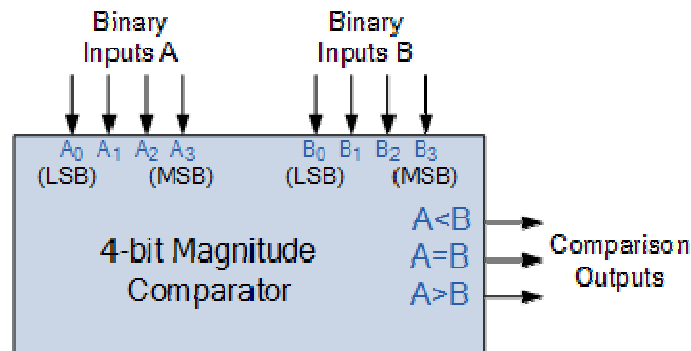 Binary
Inputs A
Binary
Inputs B
A₀ A₁ A₂ A₃
(LSB) (MSB)
B₀ B₁ B₂ B₃
(LSB) (MSB)
A<B
A=B
A>B
4-bit Magnitude
Comparator
Comparison
Outputs